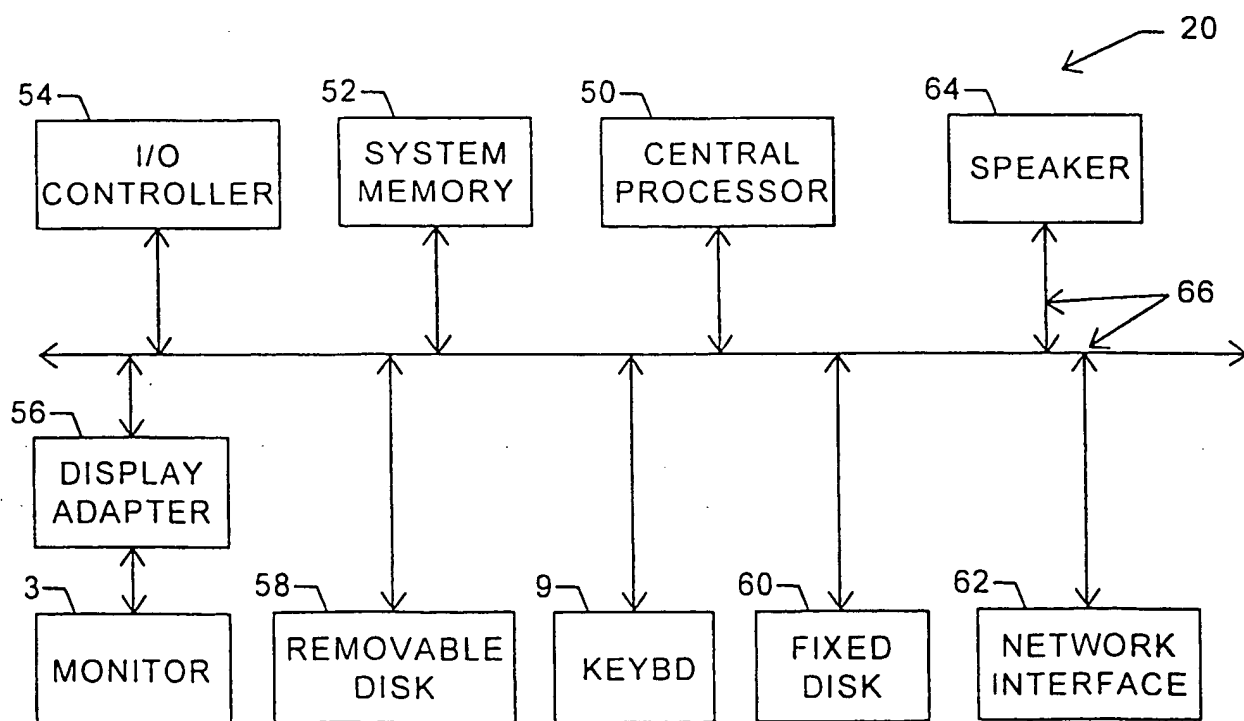 20
54
52
50
64
I/O
CONTROLLER
SYSTEM
MEMORY
CENTRAL
PROCESSOR
SPEAKER
66
56
DISPLAY
ADAPTER
3
58
9
60
62
MONITOR
REMOVABLE
DISK
KEYBD
FIXED
DISK
NETWORK
INTERFACE